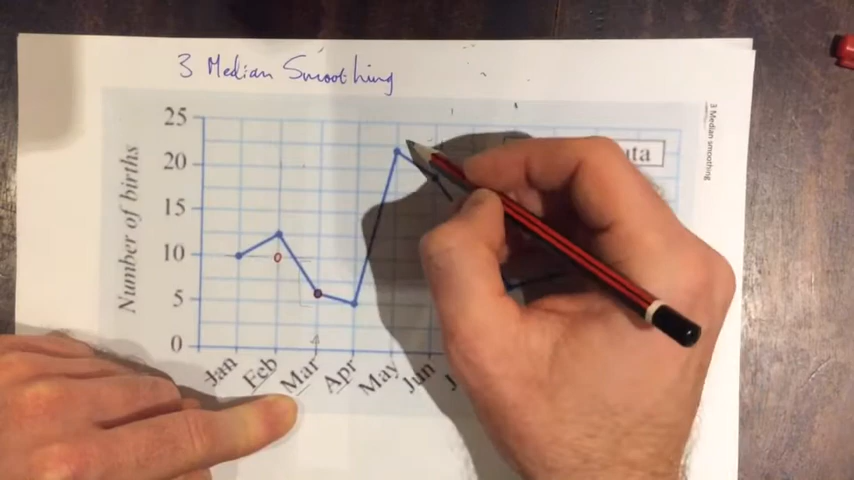 3 Median Smoothing
3 Median smoothing
Number of births
25
20
15
10
5
0
Jan Feb Mar Apr May Jun